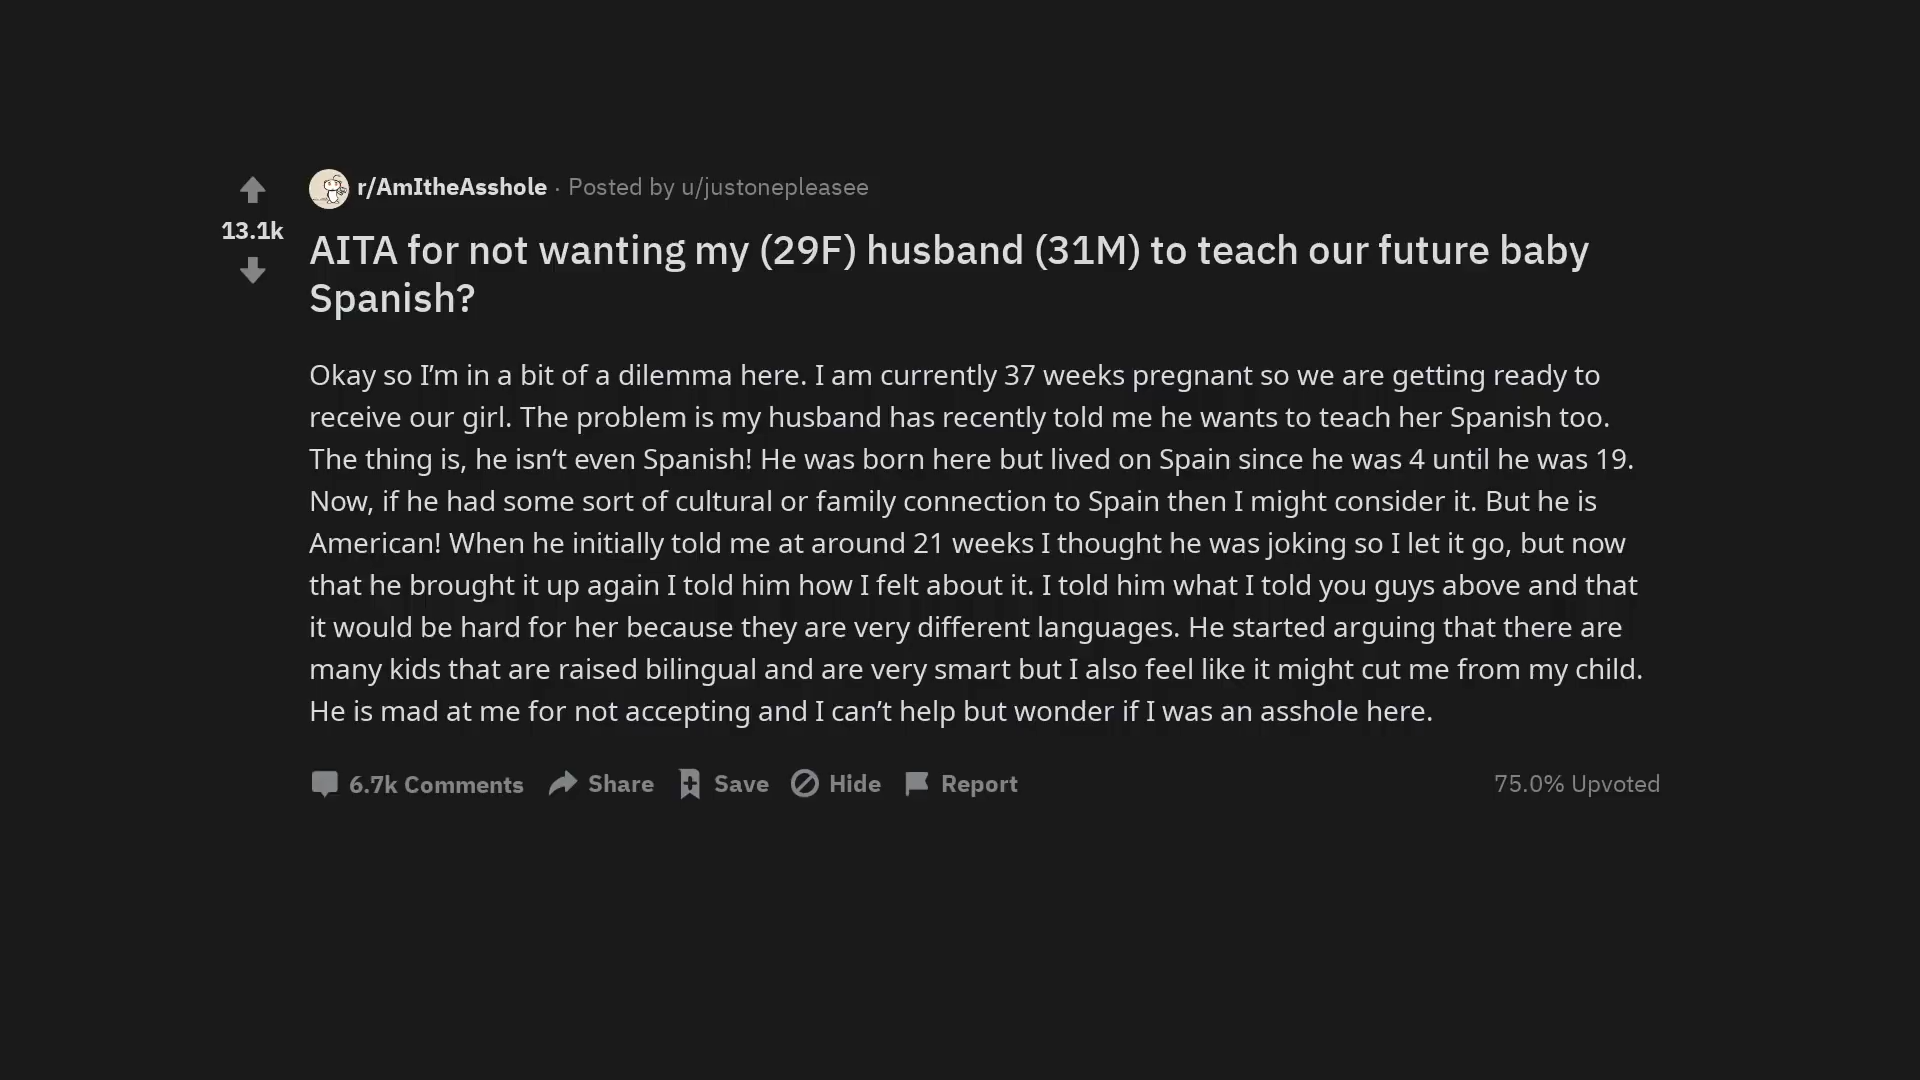 r/AmItheAsshole · Posted by u/justonepleasee
13.1k
AITA for not wanting my (29F) husband (31M) to teach our future baby
Spanish?
Okay so I’m in a bit of a dilemma here. I am currently 37 weeks pregnant so we are getting ready to
receive our girl. The problem is my husband has recently told me he wants to teach her Spanish too.
The thing is, he isn‘t even Spanish! He was born here but lived on Spain since he was 4 until he was 19.
Now, if he had some sort of cultural or family connection to Spain then I might consider it. But he is
American! When he initially told me at around 21 weeks I thought he was joking so I let it go, but now
that he brought it up again I told him how I felt about it. I told him what I told you guys above and that
it would be hard for her because they are very different languages. He started arguing that there are
many kids that are raised bilingual and are very smart but I also feel like it might cut me from my child.
He is mad at me for not accepting and I can’t help but wonder if I was an asshole here.
6.7k Comments Share Save Hide Report 75.0% Upvoted